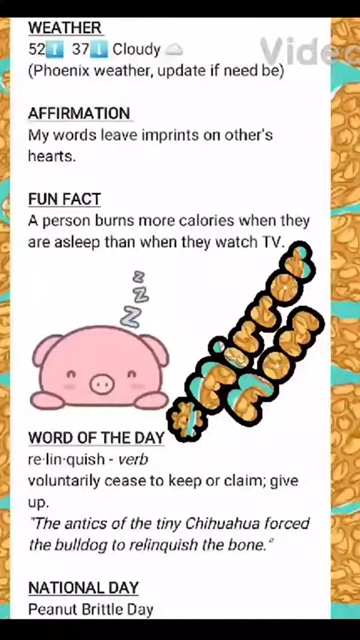 WEATHER
52⬆️ 37⬇️ Cloudy ☁️
(Phoenix weather, update if need be)
AFFIRMATION
My words leave imprints on other's
hearts.
FUN FACT
A person burns more calories when they
are asleep than when they watch TV.
z
z
z
WORD OF THE DAY
re·lin·quish - verb
voluntarily cease to keep or claim; give
up.
"The antics of the tiny Chihuahua forced
the bulldog to relinquish the bone."
NATIONAL DAY
Peanut Brittle Day